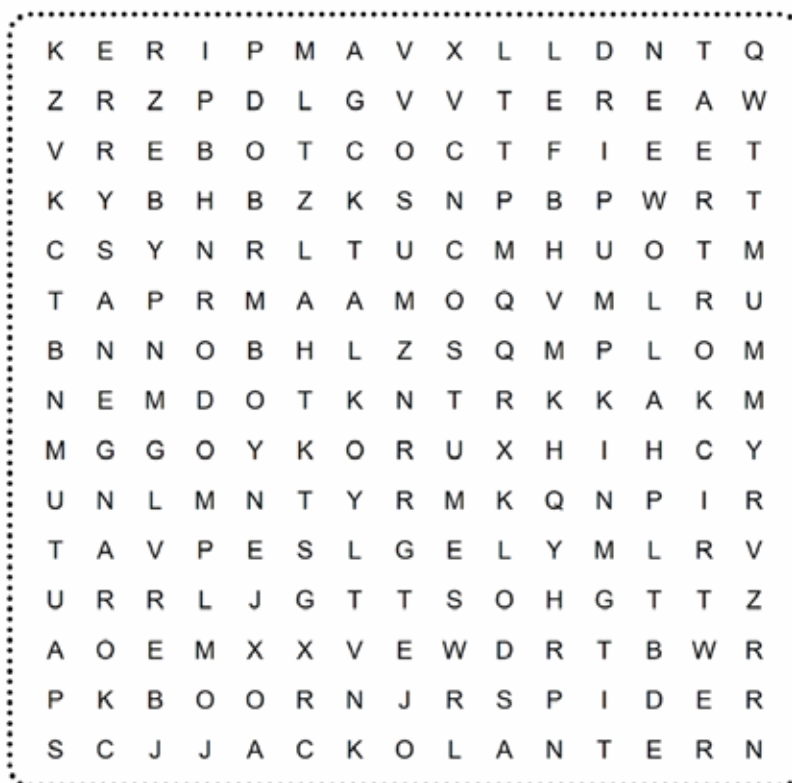 K E R I P M A V X L L D N T Q
Z R Z P D L G V V T E R E A W
V R E B O T C O C T F I E E T
K Y B H B Z K S N P B P W R T
C S Y N R L T U C M H U O T M
T A P R M A A M O Q V M L R U
B N N O B H L Z S Q M P L O M
N E M D O T K N T R K K A K M
M G G O Y K O R U X H I H C Y
U N L M N T Y R M K Q N P I R
T A V P E S L G E L Y M L R V
U R R L J G T T S O H G T T Z
A O E M X X V E W D R T B W R
P K B O O R N J R S P I D E R
S C J J A C K O L A N T E R N